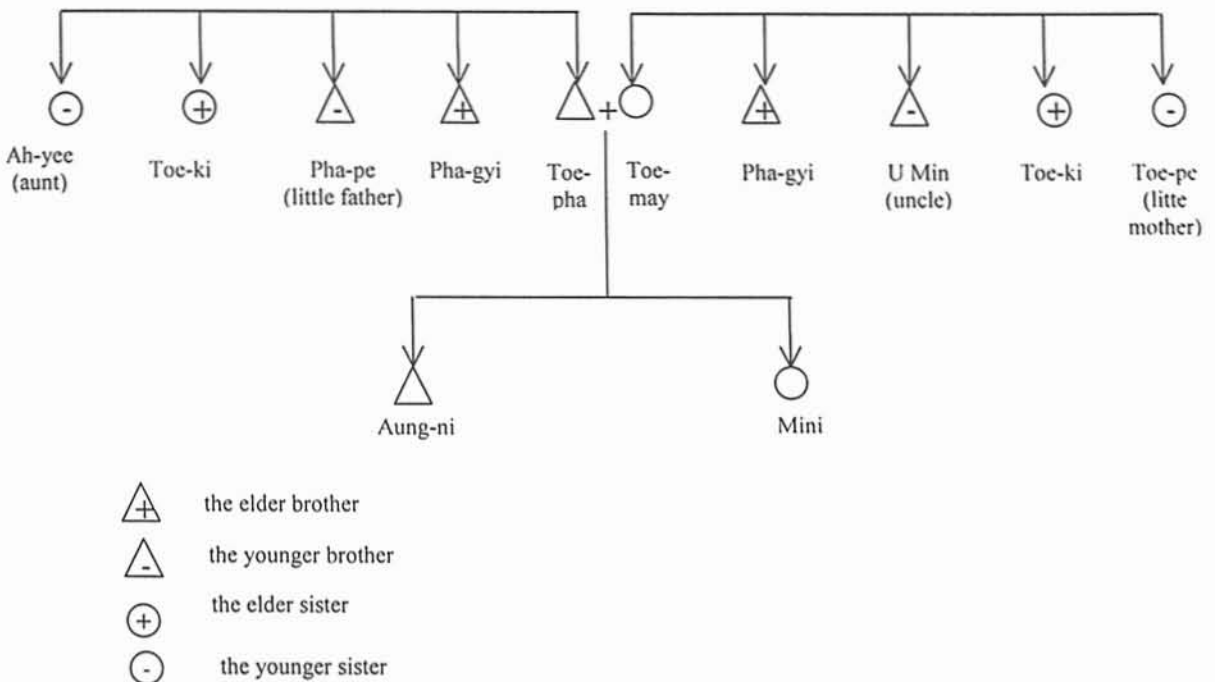 Ah-yee
(aunt)
Toe-ki
Pha-pe
(little father)
Pha-gyi
Toe-
pha
+
Toe-
may
Pha-gyi
U Min
(uncle)
Toe-ki
Toe-pe
(litte
mother)
Aung-ni
Mini
+ the elder brother
- the younger brother
+ the elder sister
- the younger sister